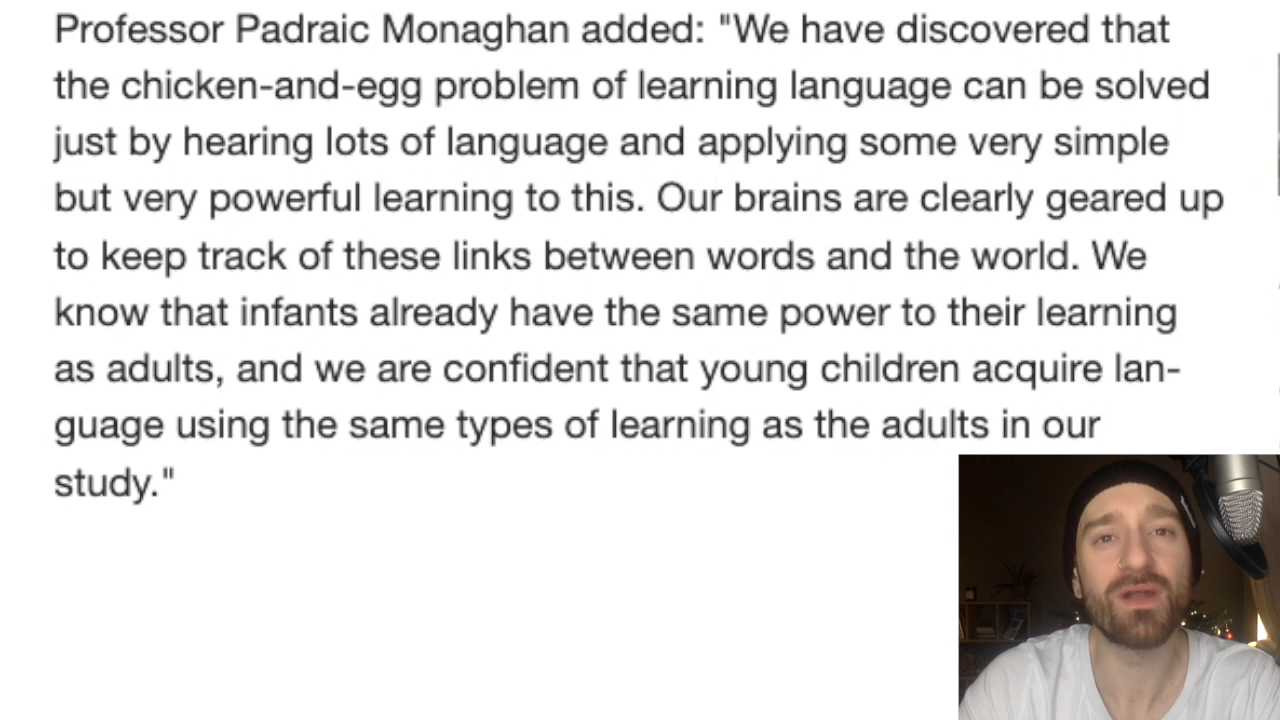 Professor Padraic Monaghan added: "We have discovered that
the chicken-and-egg problem of learning language can be solved
just by hearing lots of language and applying some very simple
but very powerful learning to this. Our brains are clearly geared up
to keep track of these links between words and the world. We
know that infants already have the same power to their learning
as adults, and we are confident that young children acquire lan-
guage using the same types of learning as the adults in our
study."